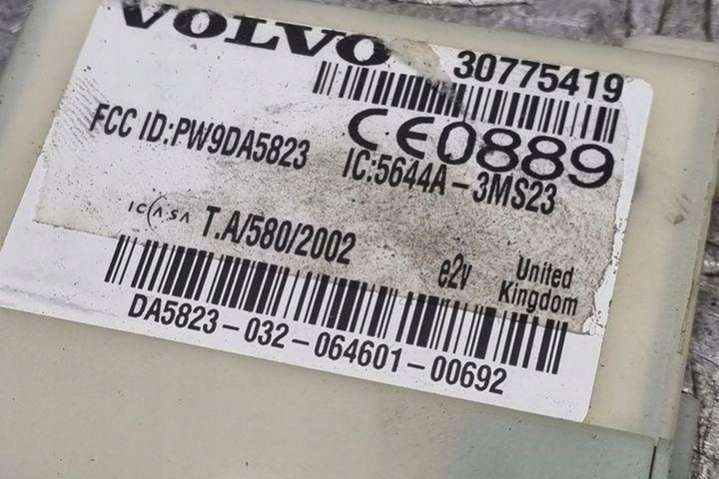 VOLVO
30775419
FCC ID:PW9DA5823
CE0889
IC:5644A-3MS23
ICASA T.A/580/2002
e2v
United
Kingdom
DA5823-032-064601-00692